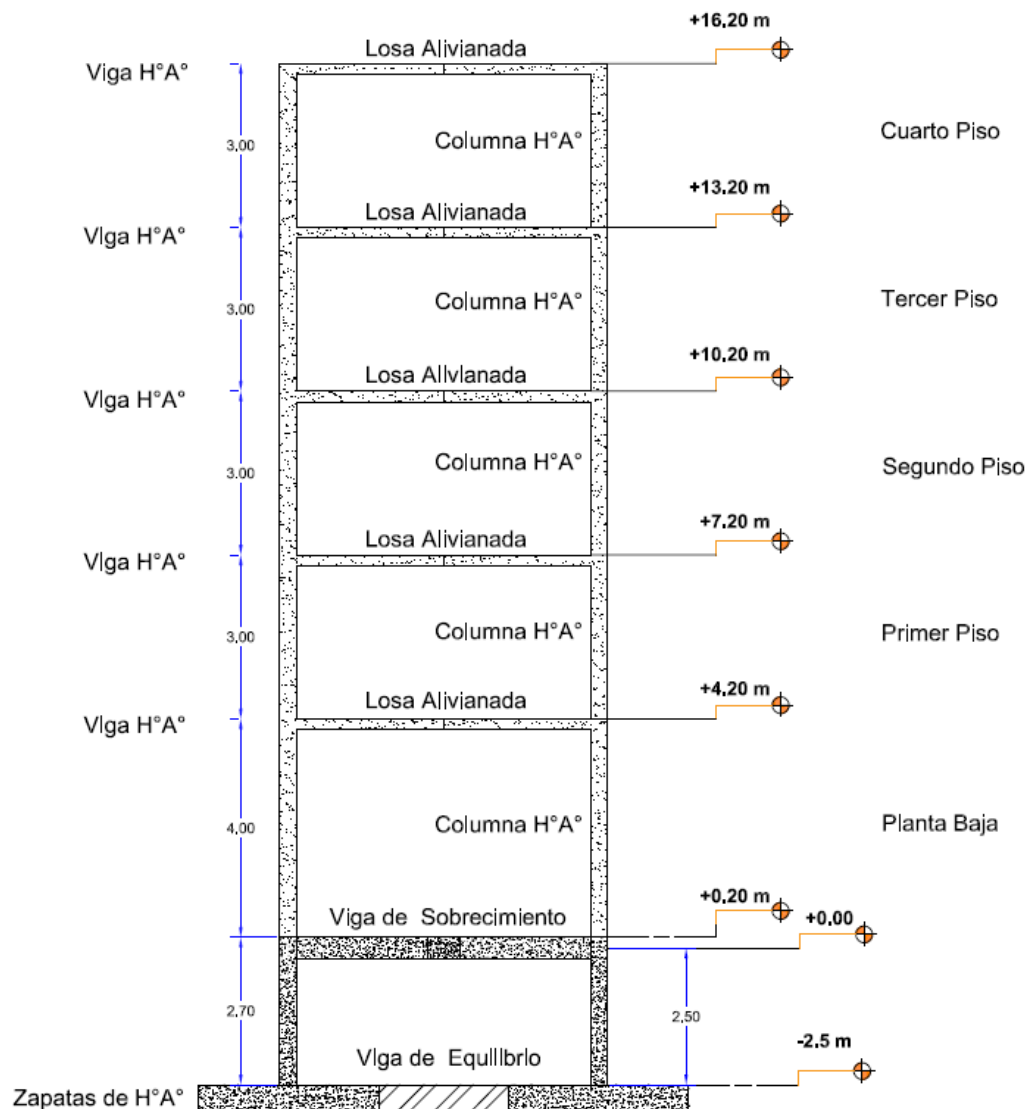 +16,20 m
Losa Alivianada
Viga H°A°
3,00
Columna H°A°
Cuarto Piso
+13,20 m
Losa Alivianada
Viga H°A°
3,00
Columna H°A°
Tercer Piso
+10,20 m
Losa Alivianada
Viga H°A°
3,00
Columna H°A°
Segundo Piso
+7,20 m
Losa Alivianada
Viga H°A°
3,00
Columna H°A°
Primer Piso
+4,20 m
Losa Alivianada
Viga H°A°
4,00
Columna H°A°
Planta Baja
+0,20 m
Viga de Sobrecimiento
+0,00
2,70
2,50
-2.5 m
Viga de Equilibrio
Zapatas de H°A°